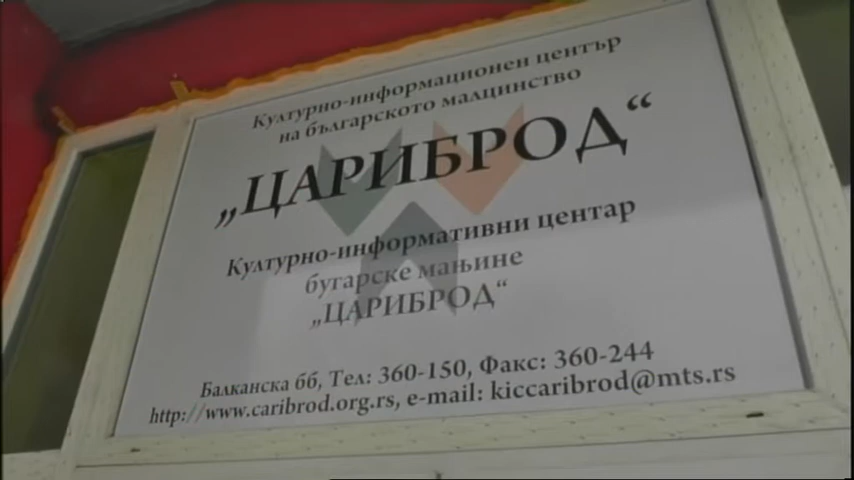 Културно-информационен център
на българското малцинство
„ЦАРИБРОД“
Културно-информативни центар
бугарске мањине
„ЦАРИБРОД“
Балканска бб, Тел: 360-150, Факс: 360-244
http://www.caribrod.org.rs, e-mail: kiccaribrod@mts.rs